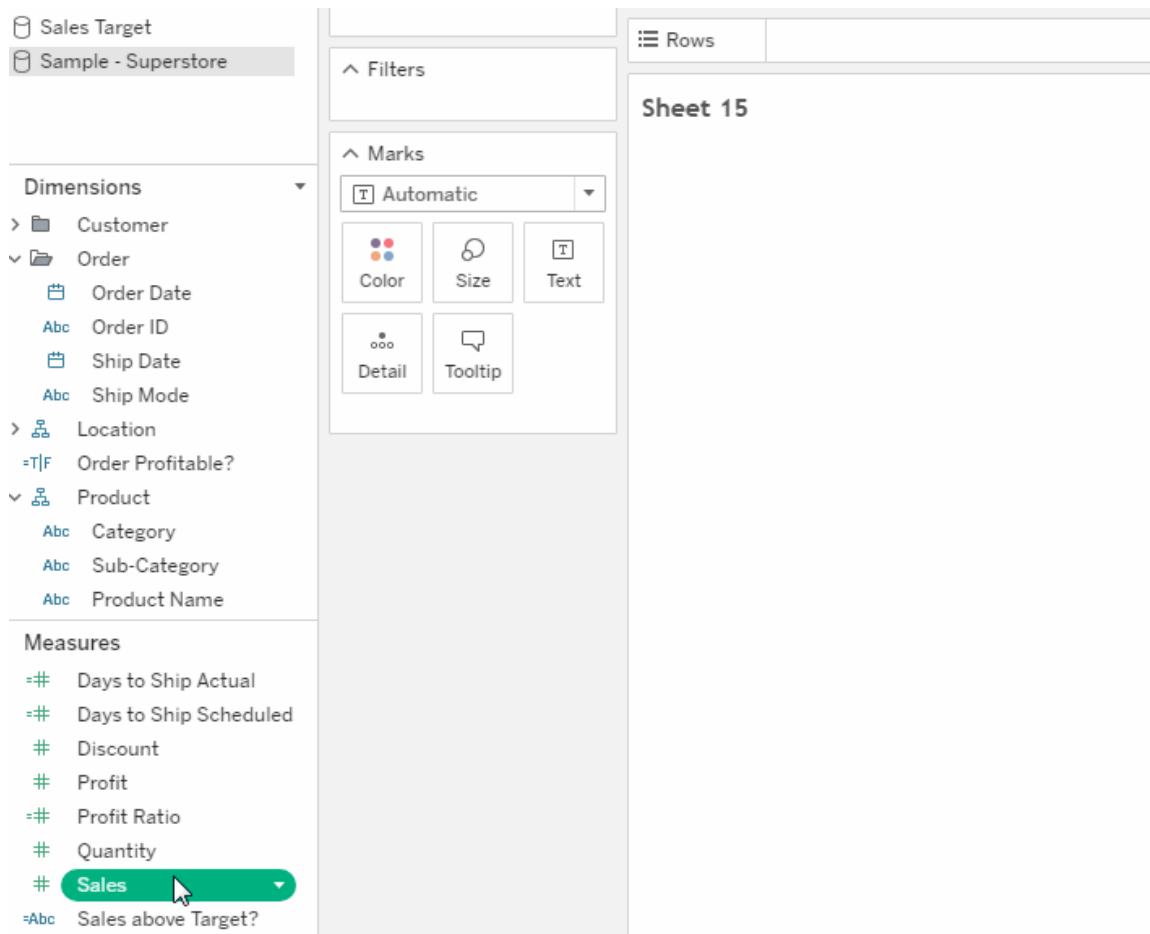 Sales Target
Sample - Superstore
Dimensions
Customer
Order
Order Date
Abc Order ID
Ship Date
Abc Ship Mode
Location
=T|F Order Profitable?
Product
Abc Category
Abc Sub-Category
Abc Product Name
Measures
=# Days to Ship Actual
=# Days to Ship Scheduled
# Discount
# Profit
=# Profit Ratio
# Quantity
# Sales
=Abc Sales above Target?
Filters
Marks
T Automatic
Color Size T Text
Detail Tooltip
Rows
Sheet 15